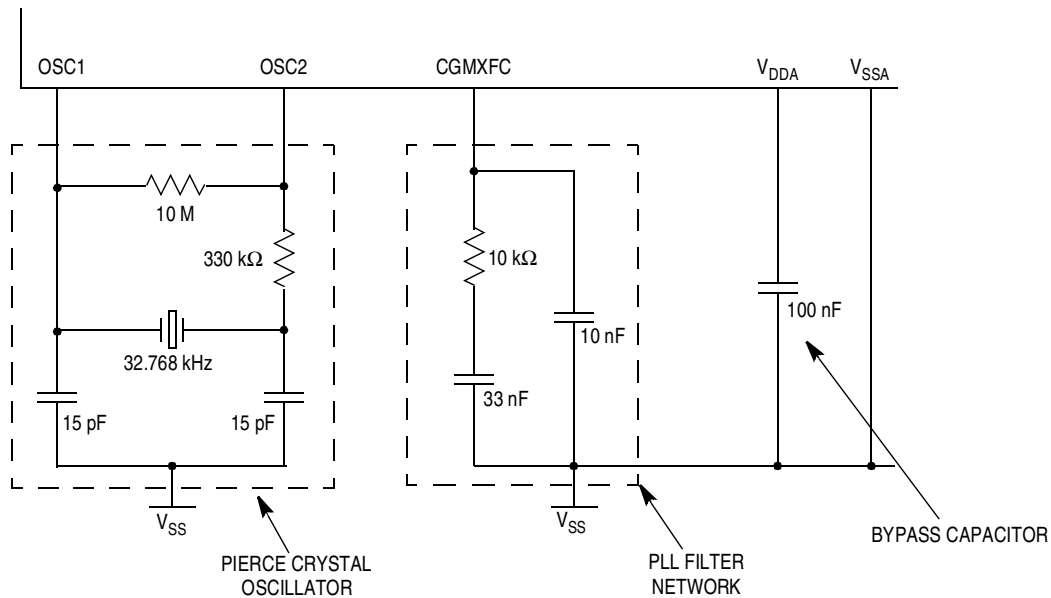 OSC1 OSC2 CGMXFC VDDA VSSA
10 M
330 kΩ
10 kΩ
100 nF
10 nF
32.768 kHz
33 nF
15 pF 15 pF
VSS VSS
BYPASS CAPACITOR
PIERCE CRYSTAL
OSCILLATOR
PLL FILTER
NETWORK